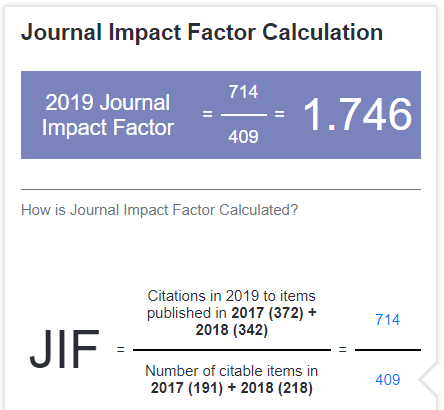 Journal Impact Factor Calculation
2019 Journal
Impact Factor
=
714
409
=
1.746
How is Journal Impact Factor Calculated?
JIF
=
Citations in 2019 to items
published in 2017 (372) +
2018 (342)
Number of citable items in
2017 (191) + 2018 (218)
=
714
409